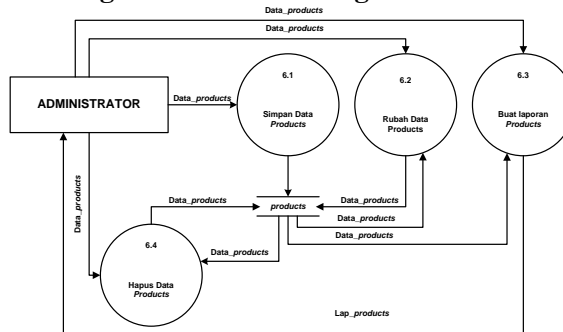 Data_products
Data_products
6.1
6.2
6.3
ADMINISTRATOR
Data_products
Simpan Data
Products
Rubah Data
Products
Buat laporan
Products
Data_products
Data_products
products
Data_products
Data_products
Data_products
6.4
Data_products
Hapus Data
Products
Lap_products